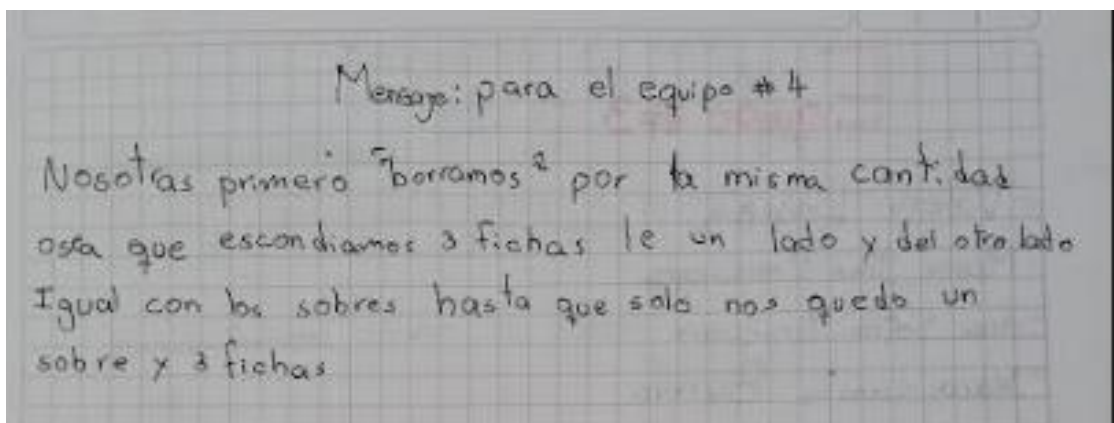 Mensaje: para el equipo # 4
Nosotras primero "borramos" por la misma cantidad
osea que escondiamos 3 fichas de un lado y del otro lado
Igual con los sobres hasta que solo nos quedo un
sobre y 3 fichas